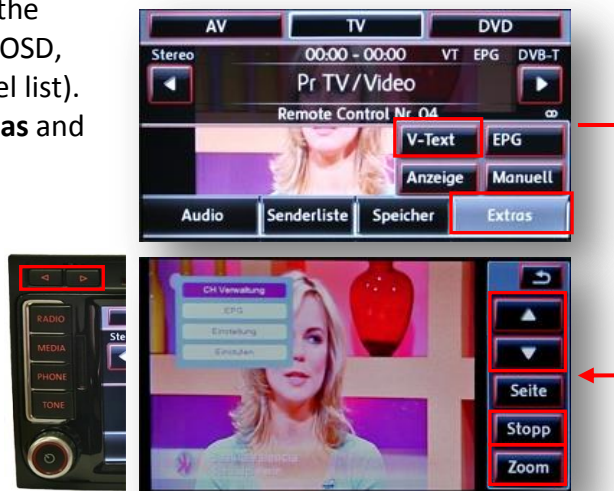 the
OSD,
el list).
as and
AV TV DVD
Stereo 00:00 - 00:00 VT EPG DVB-T
Pr TV/Video
Remote Control Nr. 04
V-Text EPG
Anzeige Manuell
Audio Senderliste Speicher Extras
RADIO
MEDIA
PHONE
TONE
Ste
CH Verwaltung
EPG
Einstellung
Seite
Stopp
Zoom